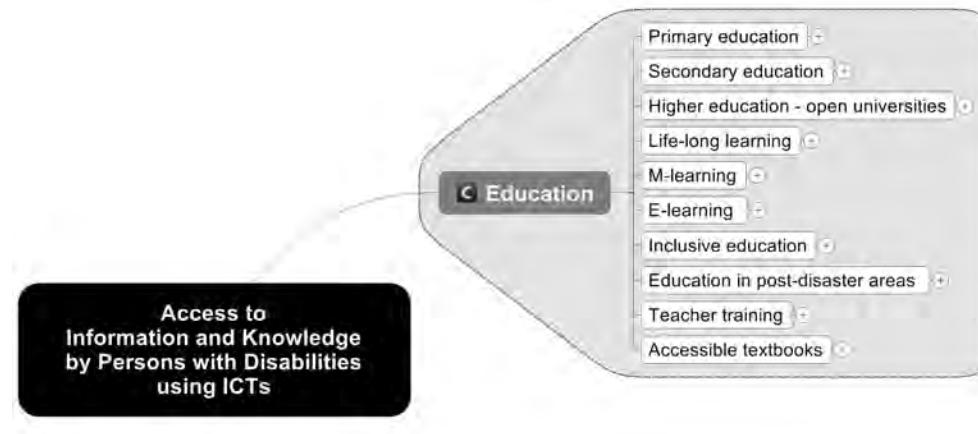 Primary education
Secondary education
Higher education - open universities
Life-long learning
M-learning
C Education
E-learning
Inclusive education
Education in post-disaster areas
Teacher training
Accessible textbooks
Access to
Information and Knowledge
by Persons with Disabilities
using ICTs